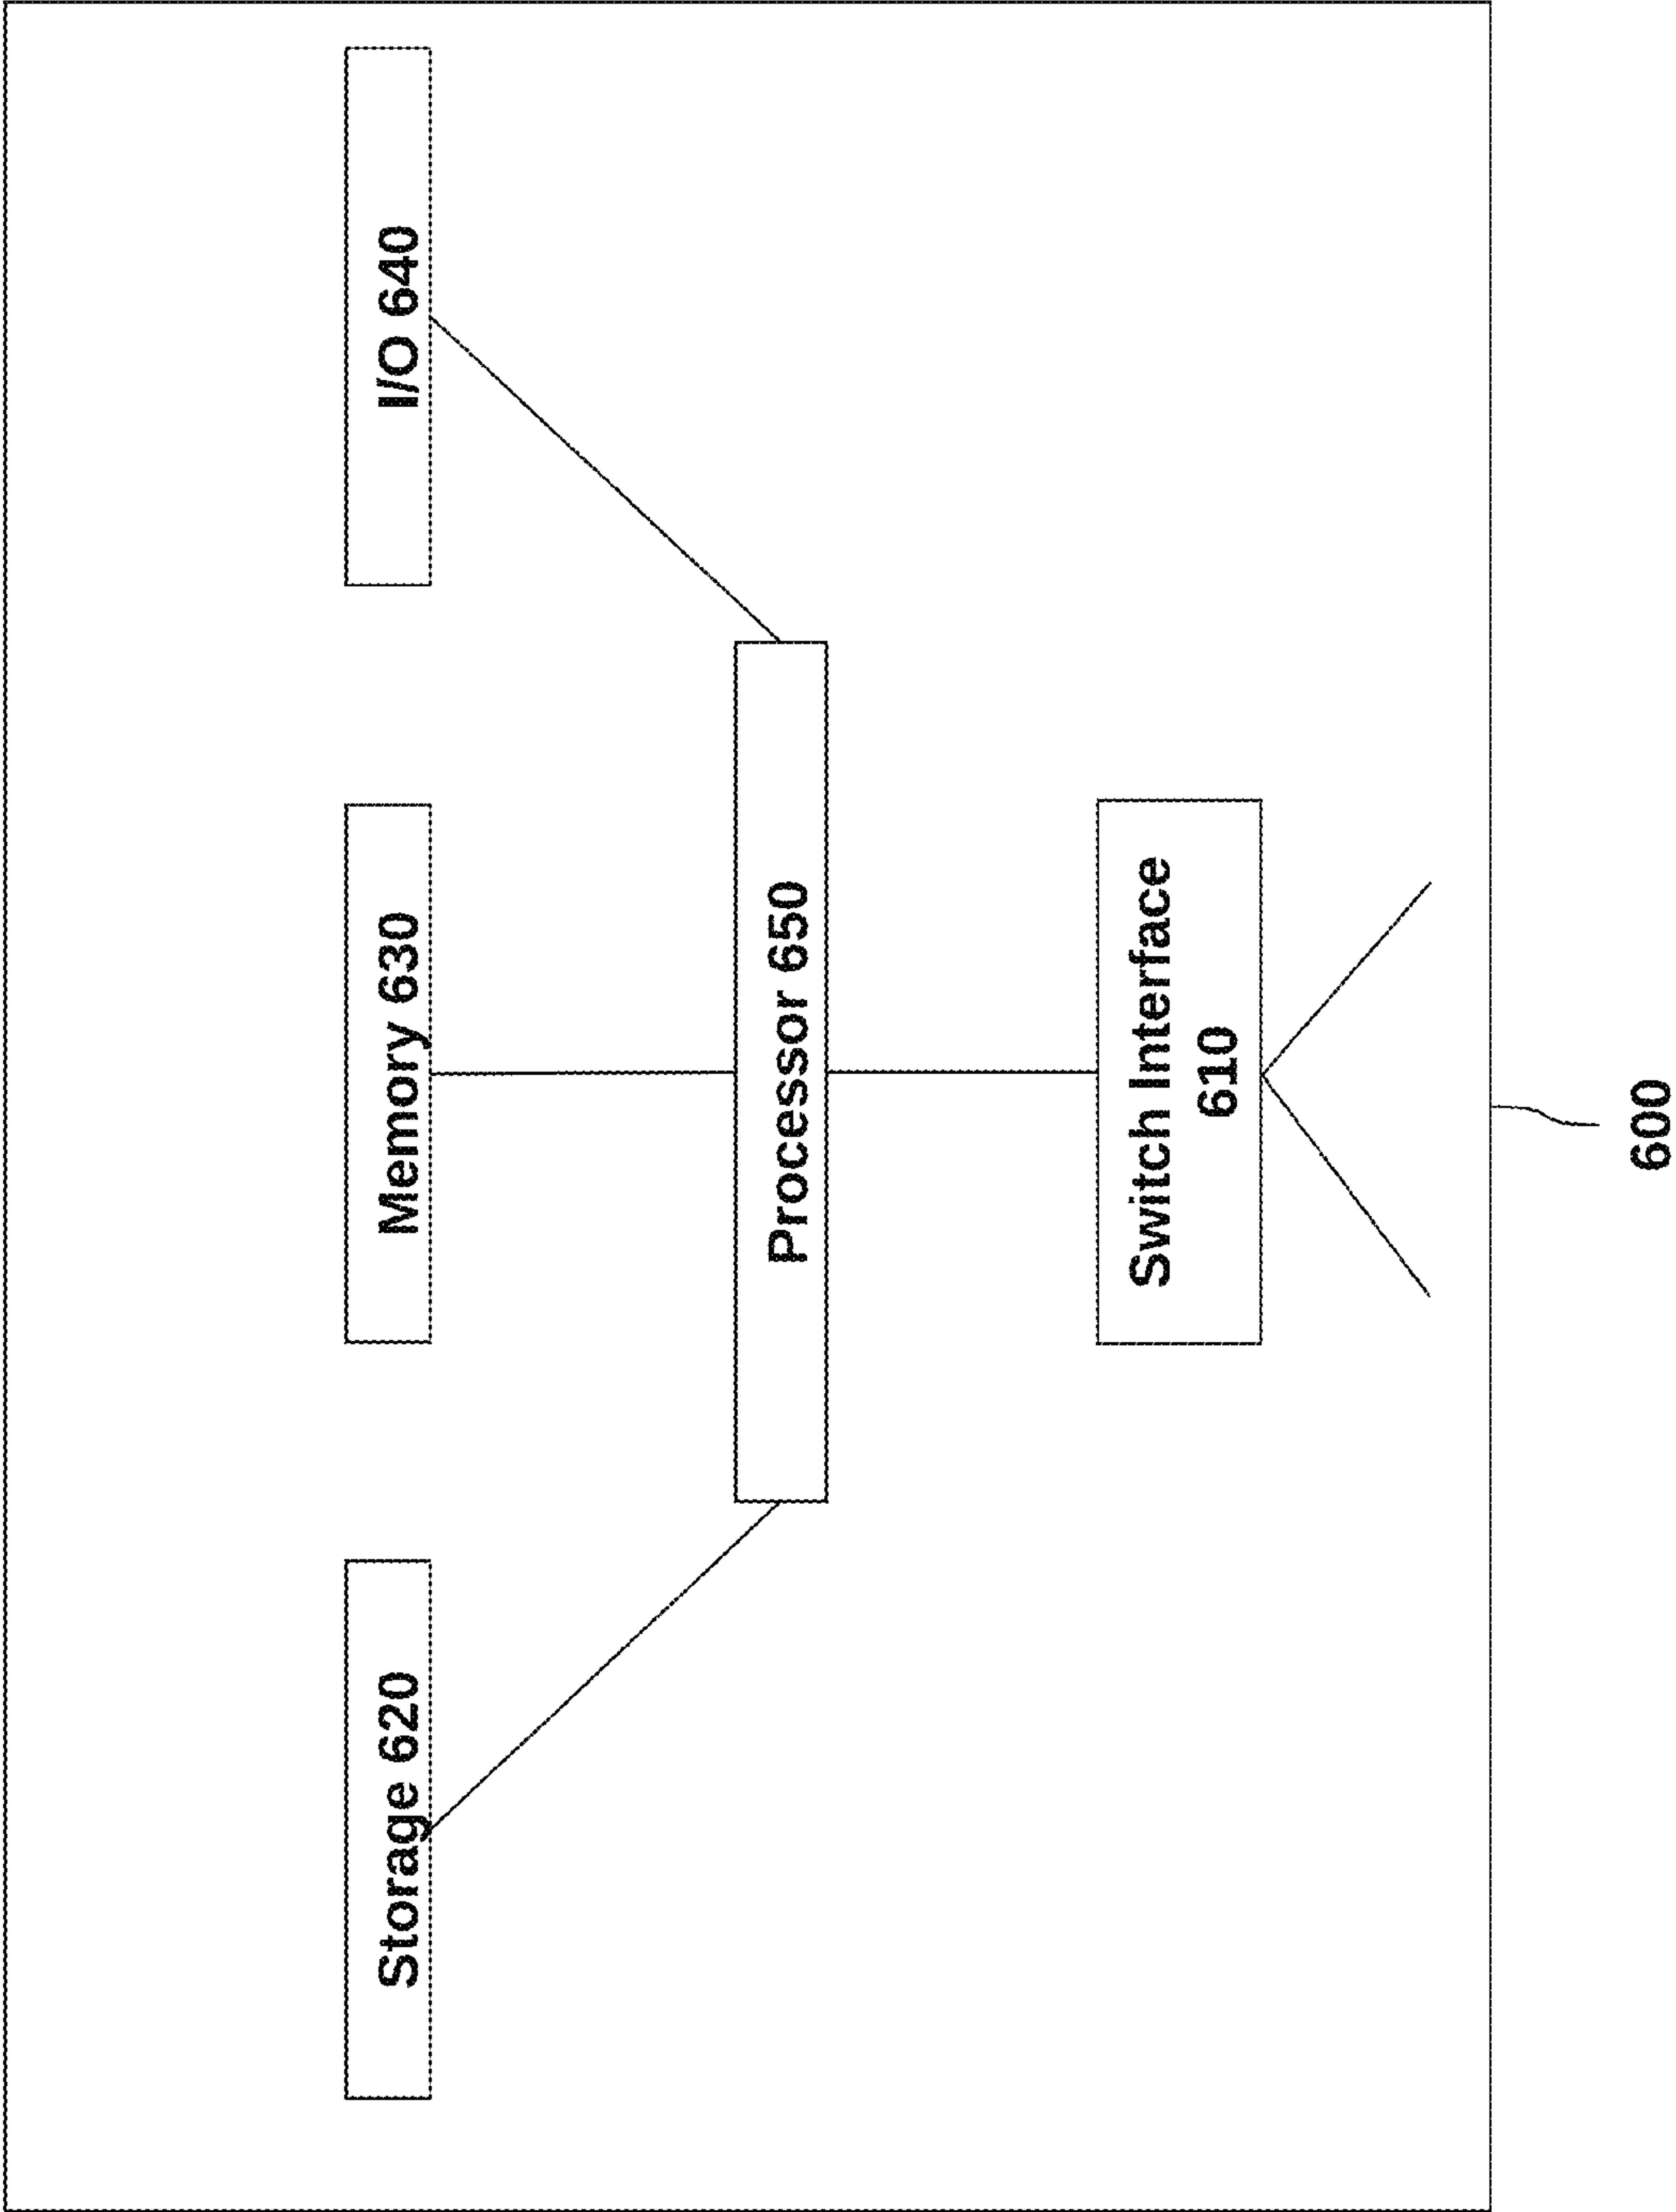 Storage 620
Memory 630
I/O 640
Processor 650
Switch Interface
610
600